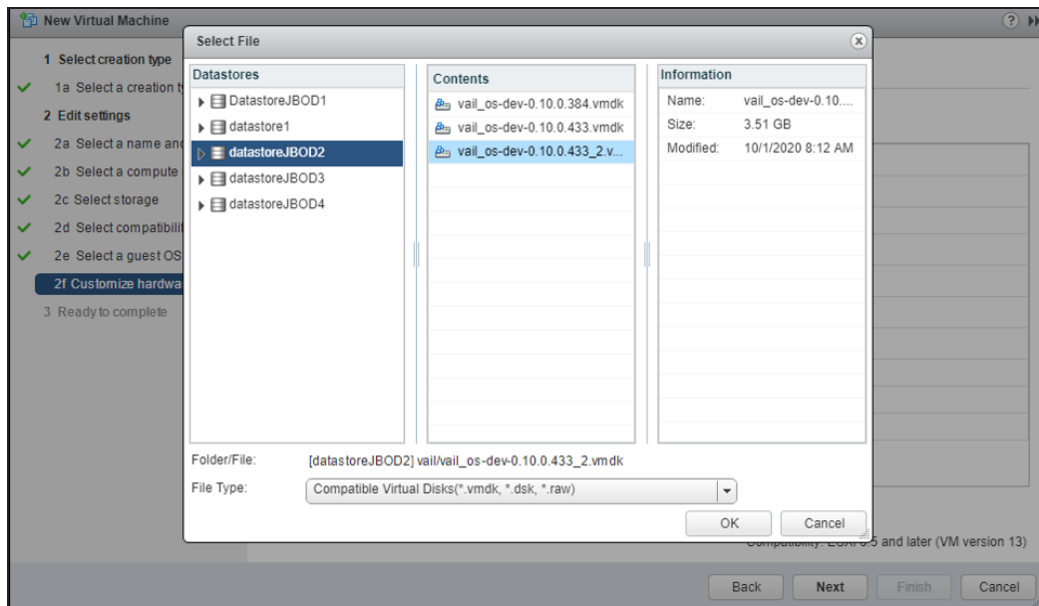 New Virtual Machine
1 Select creation type
1a Select a creation t
2 Edit settings
2a Select a name and
2b Select a compute
2c Select storage
2d Select compatibilit
2e Select a guest OS
2f Customize hardwa
3 Ready to complete
Select File
Datastores
DatastoreJBOD1
datastore1
datastoreJBOD2
datastoreJBOD3
datastoreJBOD4
Contents
vail_os-dev-0.10.0.384.vmdk
vail_os-dev-0.10.0.433.vmdk
vail_os-dev-0.10.0.433_2.v...
Information
Name: vail_os-dev-0.10....
Size: 3.51 GB
Modified: 10/1/2020 8:12 AM
Folder/File: [datastoreJBOD2] vail/vail_os-dev-0.10.0.433_2.vmdk
File Type: Compatible Virtual Disks(*.vmdk, *.dsk, *.raw)
OK Cancel
Compatibility: ESXi 6.5 and later (VM version 13)
Back Next Finish Cancel